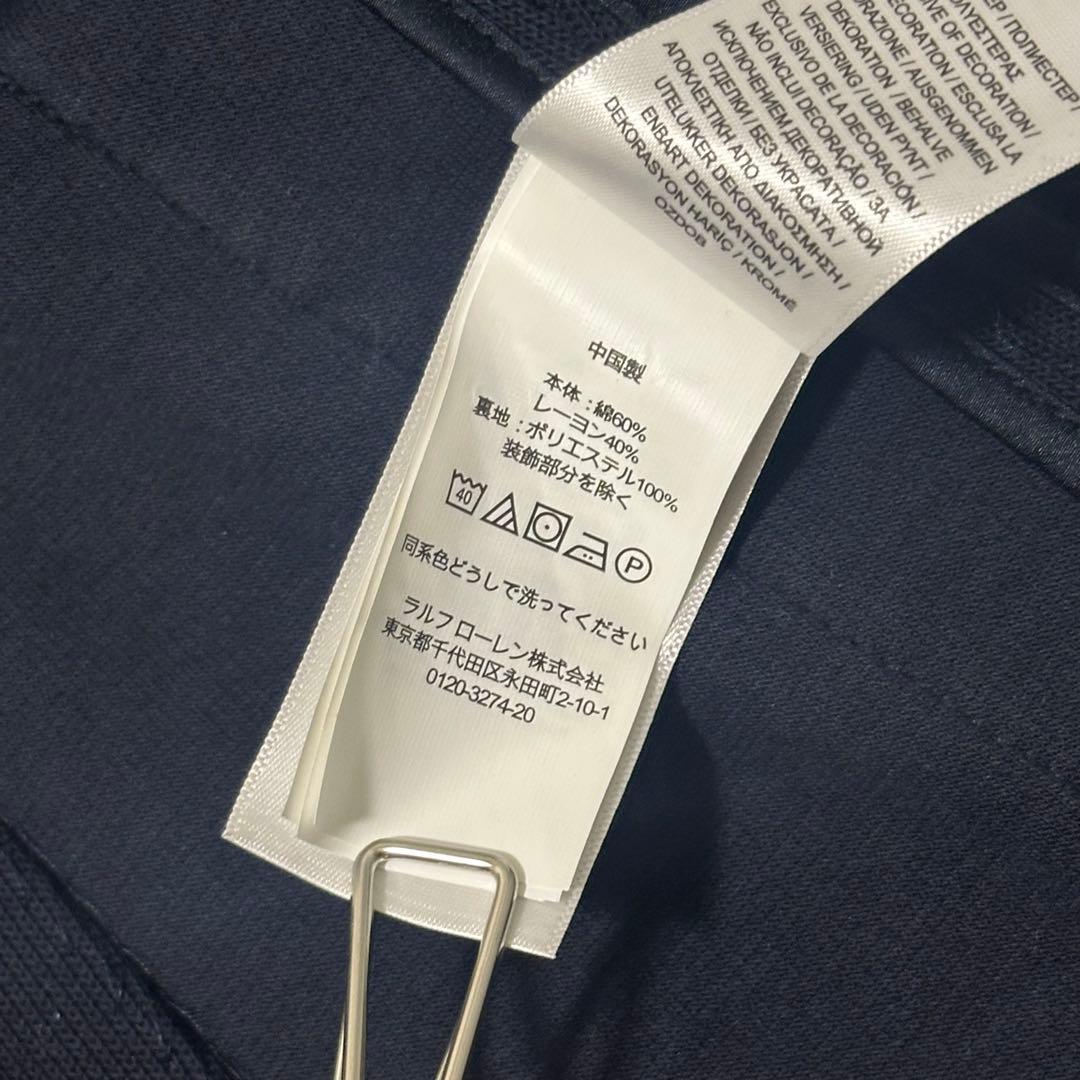 ΕΡ / ПОЛИЕСТЕР /
ΟΛΥΕΣΤΕΡΑΣ
IVE OF DECORATION /
DECORATION / ESCLUSA LA
ORAZIONE / AUSGENOMMEN
DEKORATION / BEHALVE
VERSIERING / UDEN PYNT /
EXCLUSIVO DE LA DECORACIÓN /
NÃO INCLUI DECORAÇÃO / ЗА
ИСКЛЮЧЕНИЕМ ДЕКОРАТИВНОЙ
ОТДЕЛКИ / БЕЗ УКРАСАТА /
ΑΠΟΚΛΕΙΣΤΙΚΗ ΑΠΟ ΔΙΑΚΟΣΜΗΣΗ /
UTELUKKER DEKORASJON /
ENBART DEKORATION /
DEKORASYON HARIÇ / KROMĚ
OZDOB
中国製
本体:綿60%
レーヨン40%
裏地:ポリエステル100%
装飾部分を除く
40
P
同系色どうしで洗ってください
ラルフ ローレン株式会社
東京都千代田区永田町2-10-1
0120-3274-20